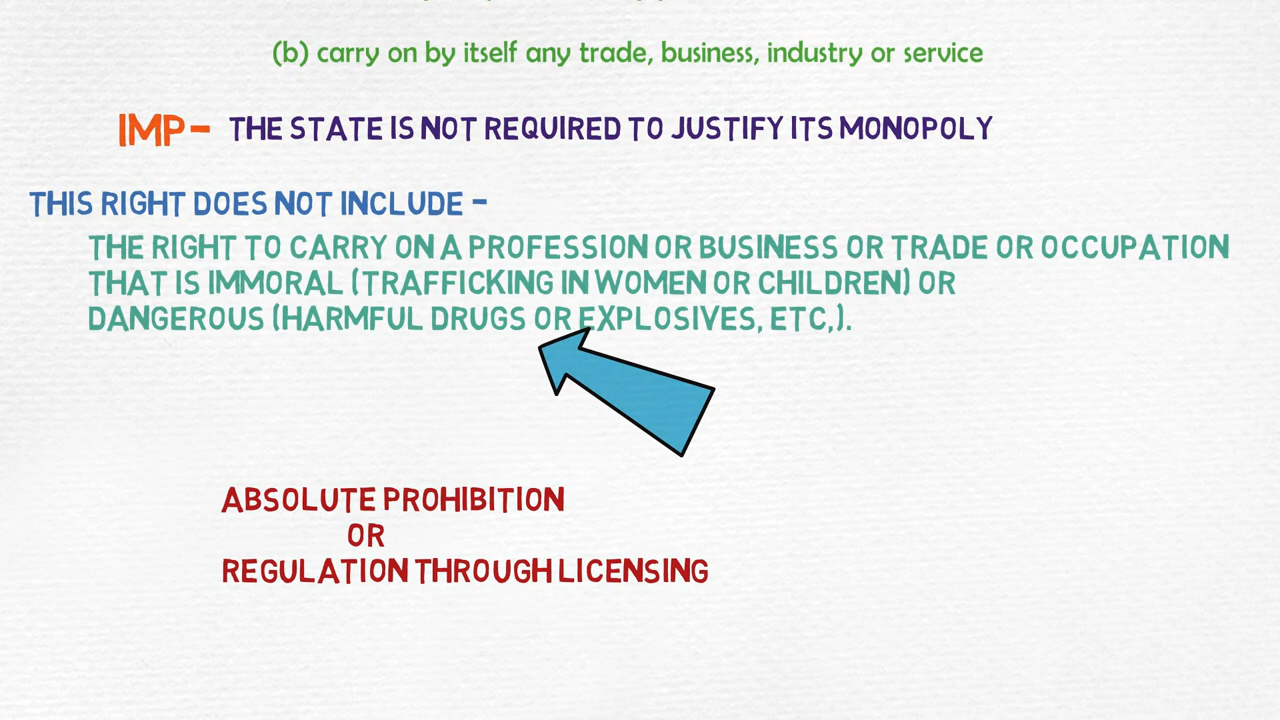 (b) carry on by itself any trade, business, industry or service
IMP - THE STATE IS NOT REQUIRED TO JUSTIFY ITS MONOPOLY
THIS RIGHT DOES NOT INCLUDE -
THE RIGHT TO CARRY ON A PROFESSION OR BUSINESS OR TRADE OR OCCUPATION
THAT IS IMMORAL (TRAFFICKING IN WOMEN OR CHILDREN) OR
DANGEROUS (HARMFUL DRUGS OR EXPLOSIVES, ETC,).
ABSOLUTE PROHIBITION
OR
REGULATION THROUGH LICENSING